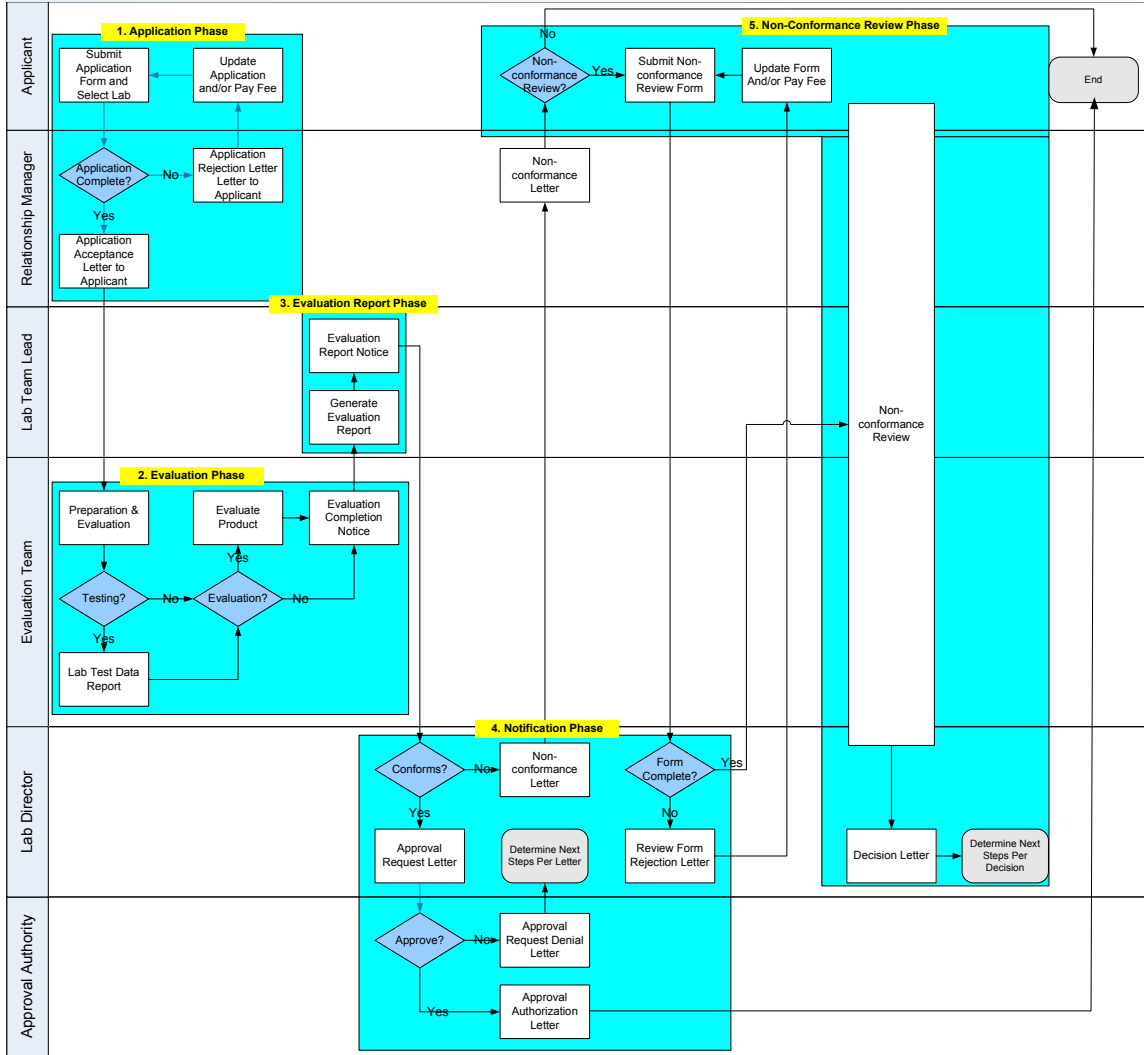 1. Application Phase
5. Non-Conformance Review Phase
Applicant
Submit
Application
Form and
Select Lab
Update
Application
and/or Pay Fee
No
Non-
conformance
Review?
Yes
Submit Non-
conformance
Review Form
Update Form
And/or Pay Fee
End
Relationship Manager
Application
Complete?
No
Application
Rejection Letter
Letter to
Applicant
Yes
Application
Acceptance
Letter to
Applicant
Non-
conformance
Letter
3. Evaluation Report Phase
Lab Team Lead
Evaluation
Report Notice
Generate
Evaluation
Report
Non-
conformance
Review
2. Evaluation Phase
Evaluation Team
Preparation &
Evaluation
Evaluate
Product
Evaluation
Completion
Notice
Yes
Testing?
No
Evaluation?
No
Yes
Lab Test Data
Report
4. Notification Phase
Lab Director
Conforms?
No
Non-
conformance
Letter
Form
Complete?
Yes
Yes
No
Approval
Request Letter
Determine Next
Steps Per Letter
Review Form
Rejection Letter
Decision Letter
Determine Next
Steps Per
Decision
Approval Authority
Approve?
No
Approval
Request Denial
Letter
Yes
Approval
Authorization
Letter